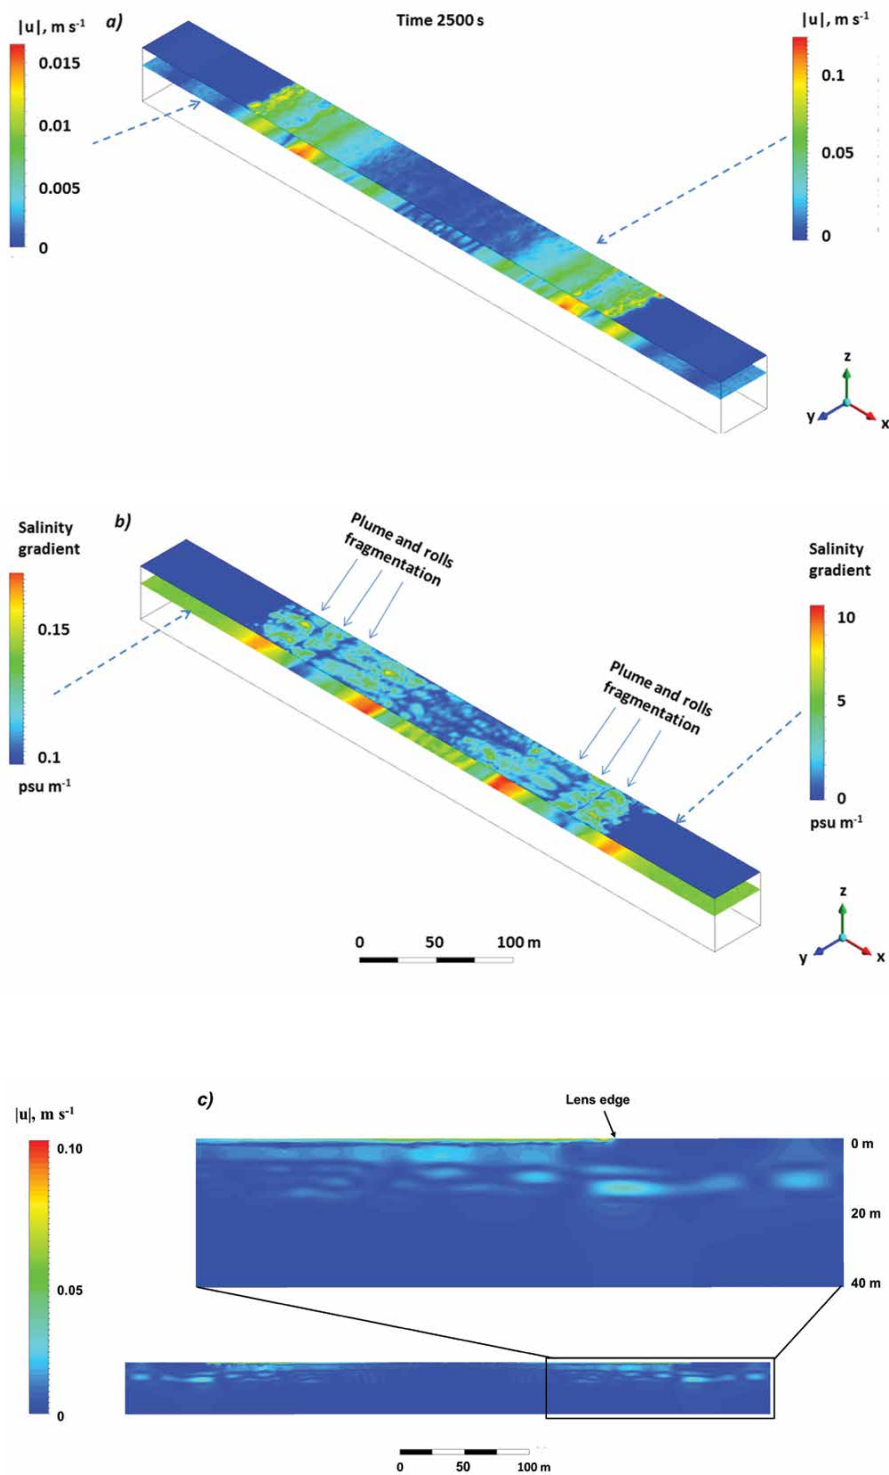 |u|, m s⁻¹
a)
Time 2500 s
|u|, m s⁻¹
0.015
0.01
0.005
0
0.1
0.05
0
z
y
x
b)
Salinity
gradient
Plume and rolls
fragmentation
Salinity
gradient
0.15
0.1
psu m⁻¹
Plume and rolls
fragmentation
10
5
0
psu m⁻¹
0 50 100 m
z
y
x
c)
|u|, m s⁻¹
Lens edge
0.10
0.05
0
0 m
20 m
40 m
0 50 100 m